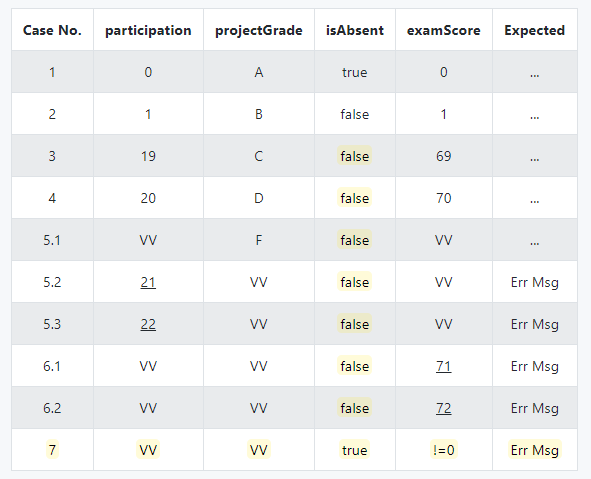 Case No. participation projectGrade isAbsent examScore Expected
1 0 A true 0 ...
2 1 B false 1 ...
3 19 C false 69 ...
4 20 D false 70 ...
5.1 VV F false VV ...
5.2 21 VV false VV Err Msg
5.3 22 VV false VV Err Msg
6.1 VV VV false 71 Err Msg
6.2 VV VV false 72 Err Msg
7 VV VV true !=0 Err Msg